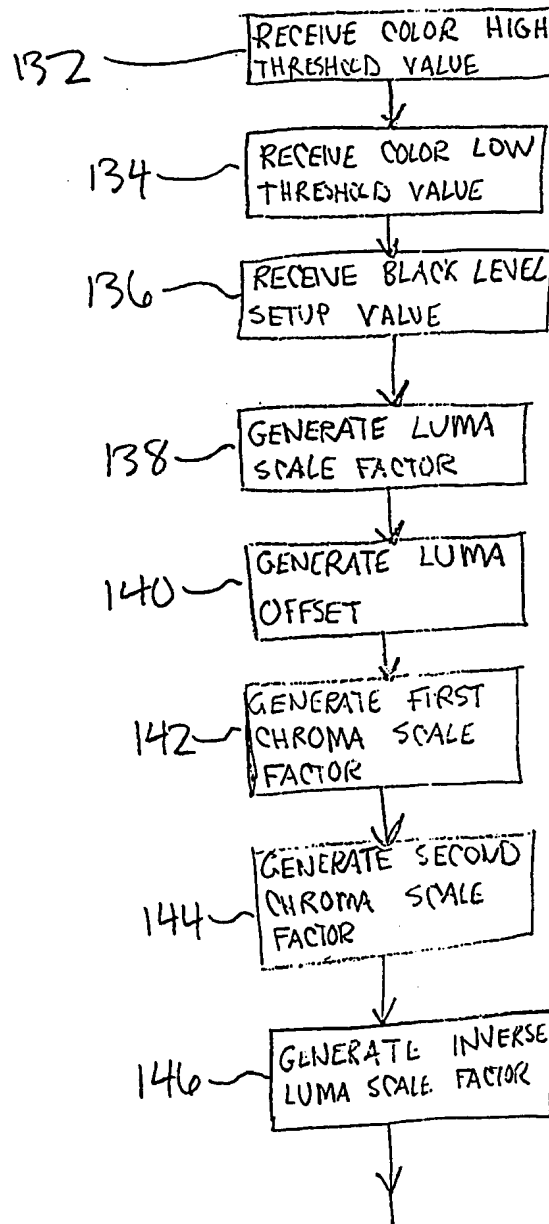 132
RECEIVE COLOR HIGH
THRESHOLD VALUE
134
RECEIVE COLOR LOW
THRESHOLD VALUE
136
RECEIVE BLACK LEVEL
SETUP VALUE
138
GENERATE LUMA
SCALE FACTOR
140
GENERATE LUMA
OFFSET
142
GENERATE FIRST
CHROMA SCALE
FACTOR
144
GENERATE SECOND
CHROMA SCALE
FACTOR
146
GENERATE INVERSE
LUMA SCALE FACTOR